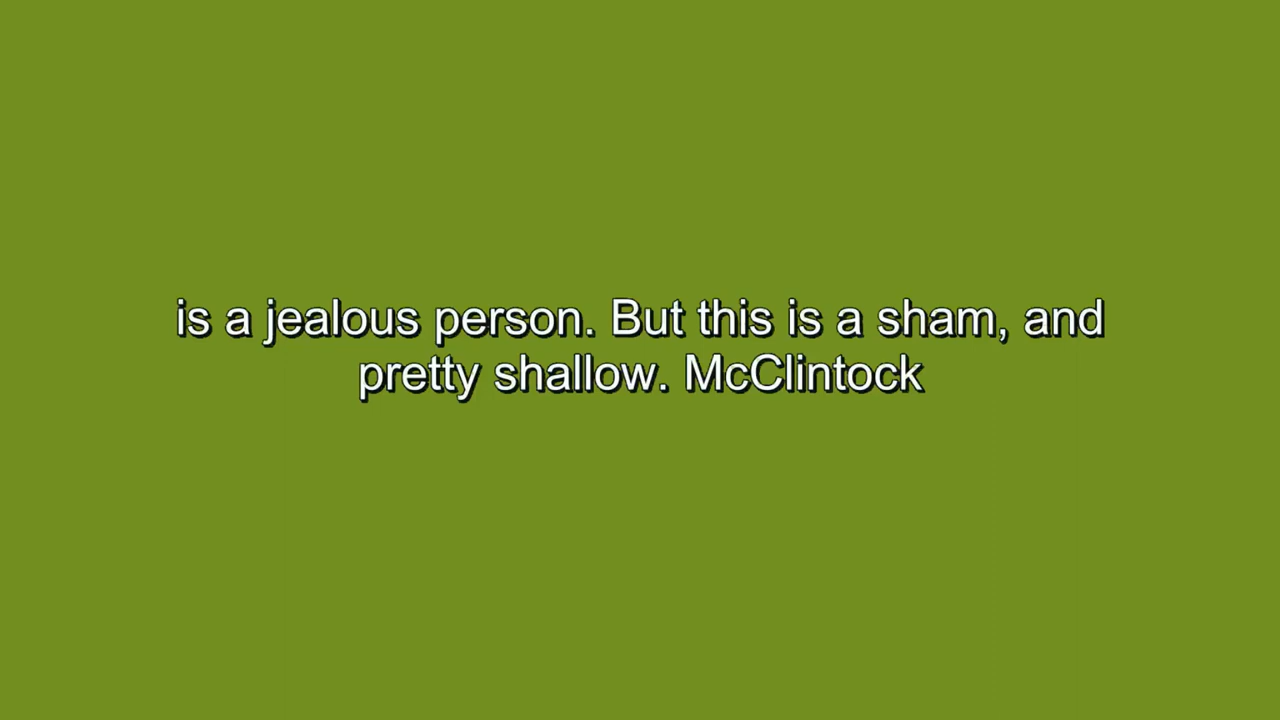 is a jealous person. But this is a sham, and
pretty shallow. McClintock